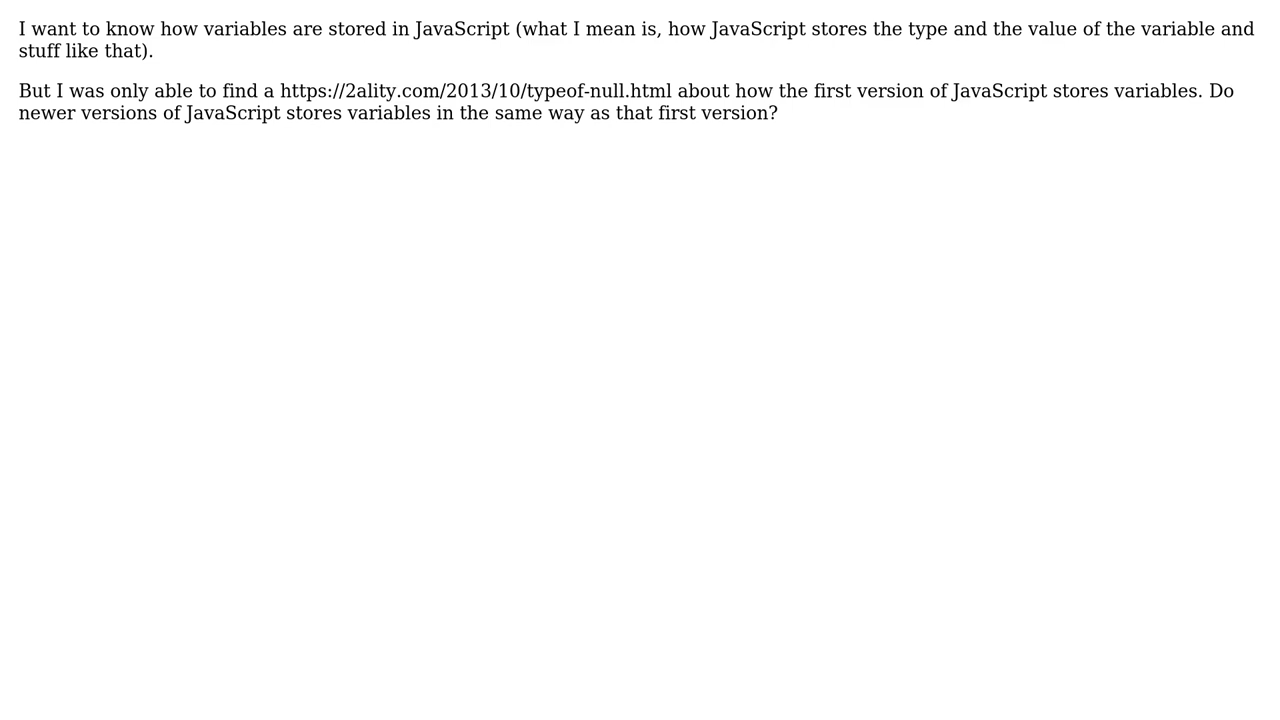 I want to know how variables are stored in JavaScript (what I mean is, how JavaScript stores the type and the value of the variable and
stuff like that).
But I was only able to find a https://2ality.com/2013/10/typeof-null.html about how the first version of JavaScript stores variables. Do
newer versions of JavaScript stores variables in the same way as that first version?